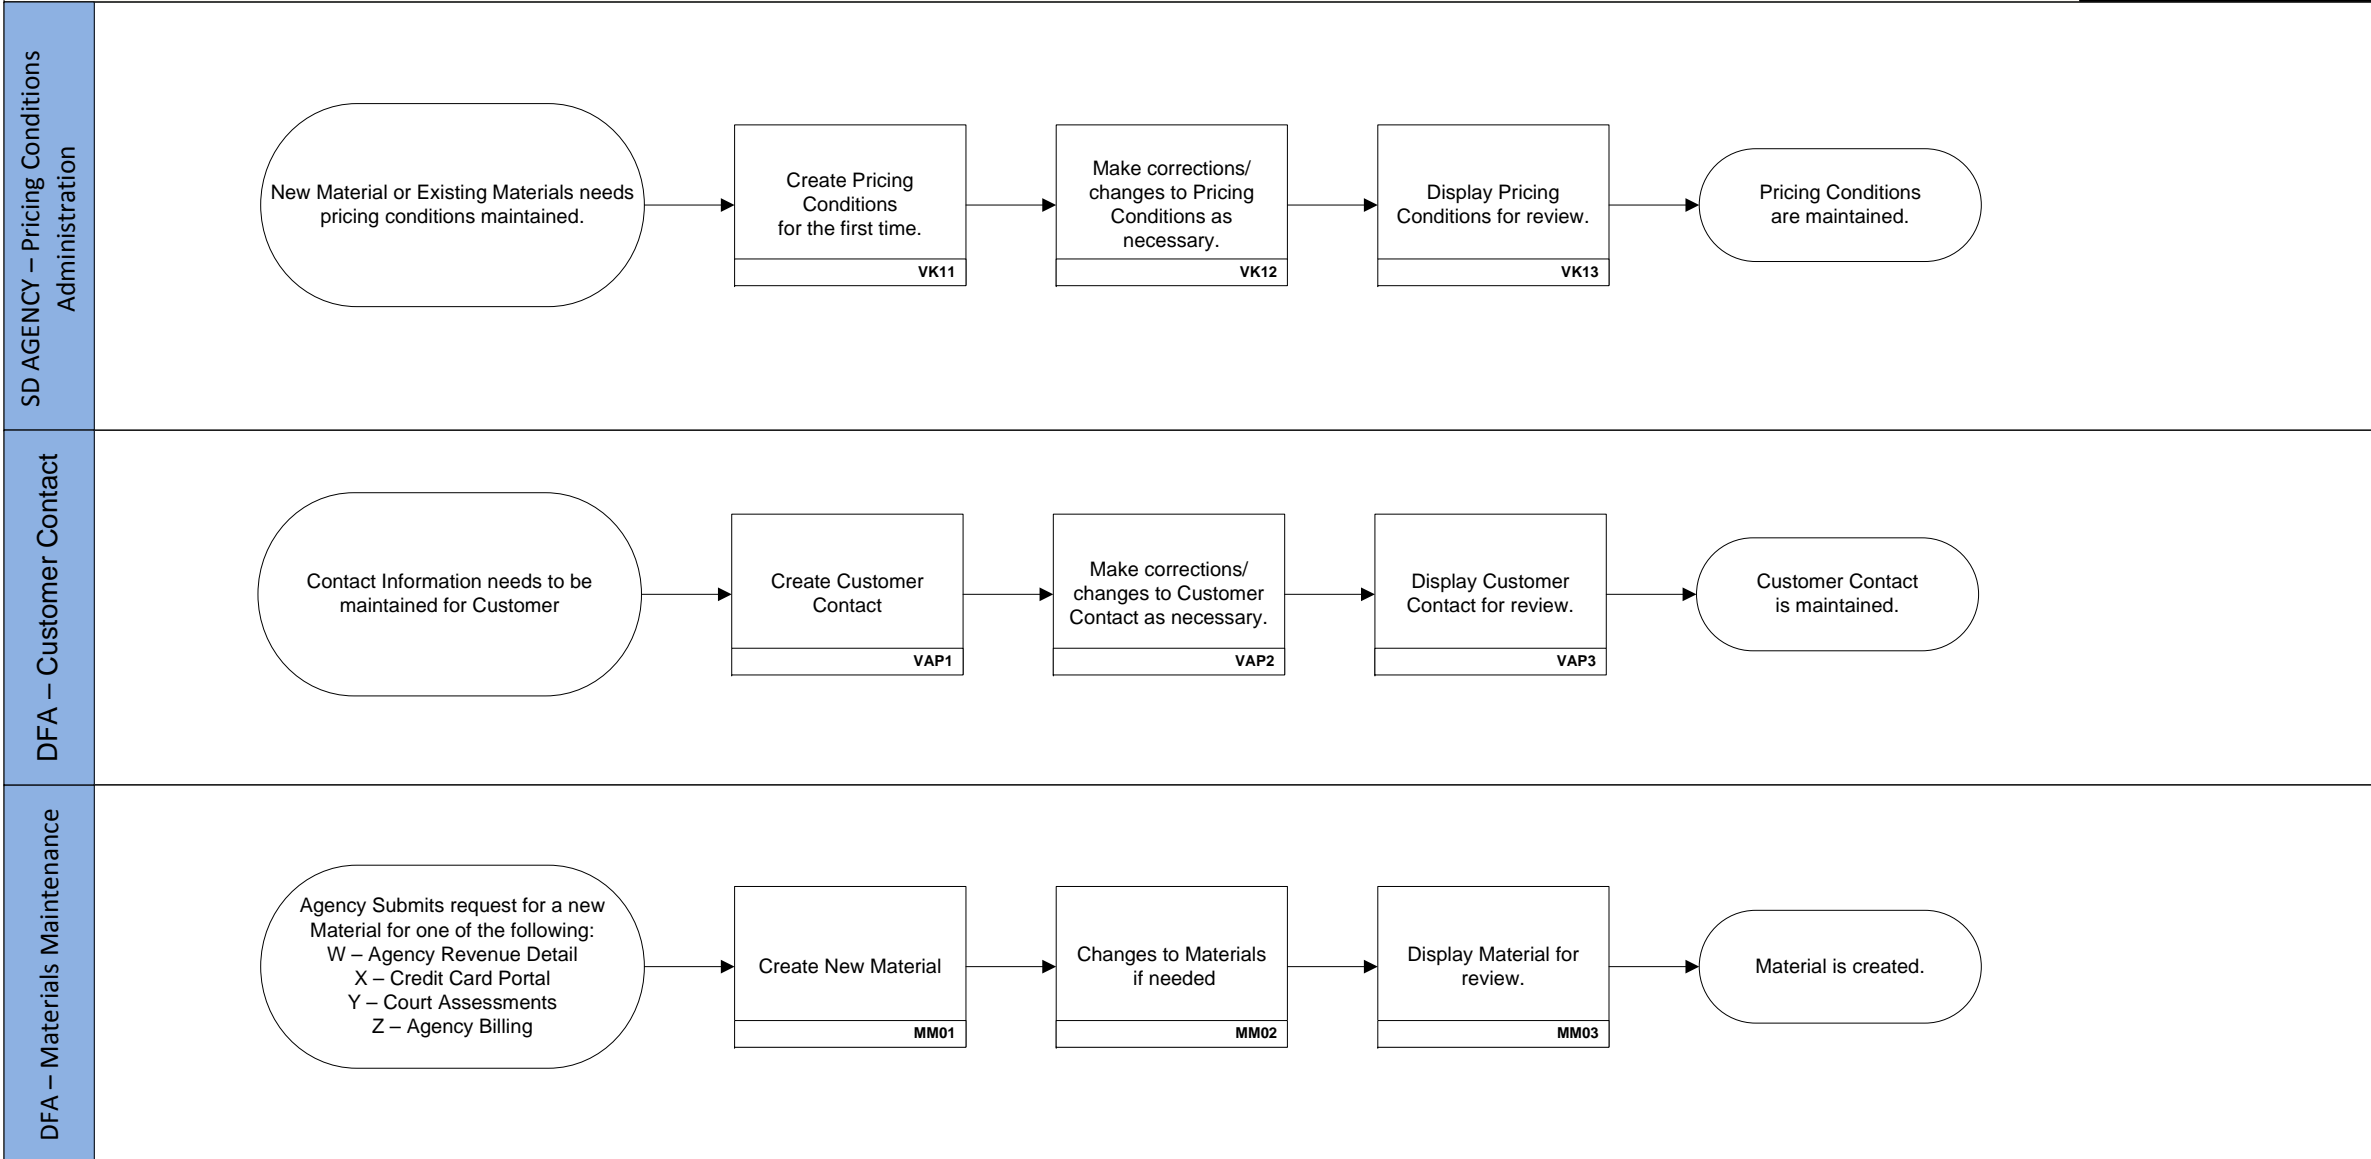 SD AGENCY – Pricing Conditions
Administration
New Material or Existing Materials needs
pricing conditions maintained.
Create Pricing
Conditions
for the first time.
VK11
Make corrections/
changes to Pricing
Conditions as
necessary.
VK12
Display Pricing
Conditions for review.
VK13
Pricing Conditions
are maintained.
DFA – Customer Contact
Contact Information needs to be
maintained for Customer
Create Customer
Contact
VAP1
Make corrections/
changes to Customer
Contact as necessary.
VAP2
Display Customer
Contact for review.
VAP3
Customer Contact
is maintained.
DFA – Materials Maintenance
Agency Submits request for a new
Material for one of the following:
W – Agency Revenue Detail
X – Credit Card Portal
Y – Court Assessments
Z – Agency Billing
Create New Material
MM01
Changes to Materials
if needed
MM02
Display Material for
review.
MM03
Material is created.